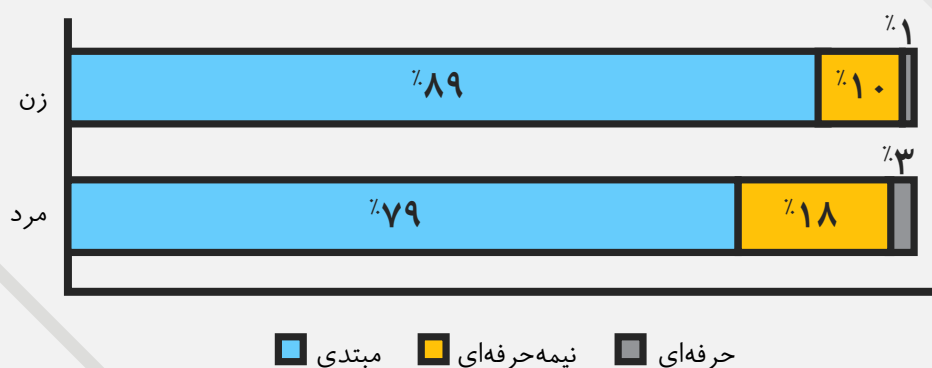 ٪۱
زن ٪۸۹ ٪۱۰
٪۳
مرد ٪۷۹ ٪۱۸
مبتدی نیمه‌حرفه‌ای حرفه‌ای